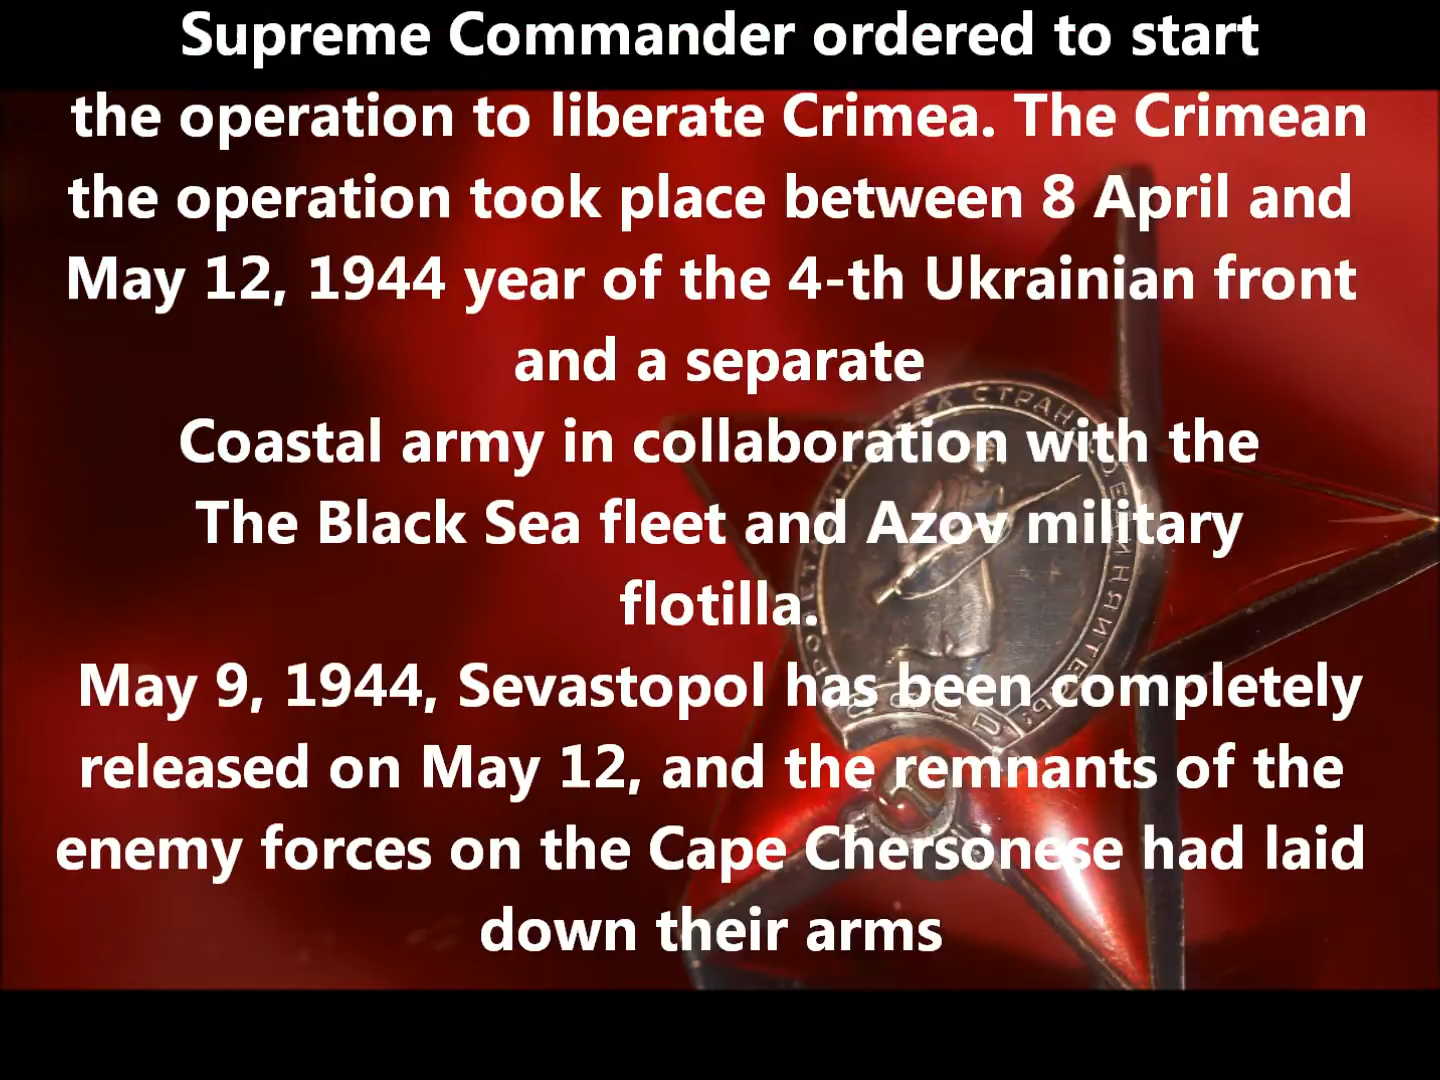 Supreme Commander ordered to start
the operation to liberate Crimea. The Crimean
the operation took place between 8 April and
May 12, 1944 year of the 4-th Ukrainian front
and a separate
Coastal army in collaboration with the
The Black Sea fleet and Azov military
flotilla.
May 9, 1944, Sevastopol has been completely
released on May 12, and the remnants of the
enemy forces on the Cape Chersonese had laid
down their arms
СТРАН